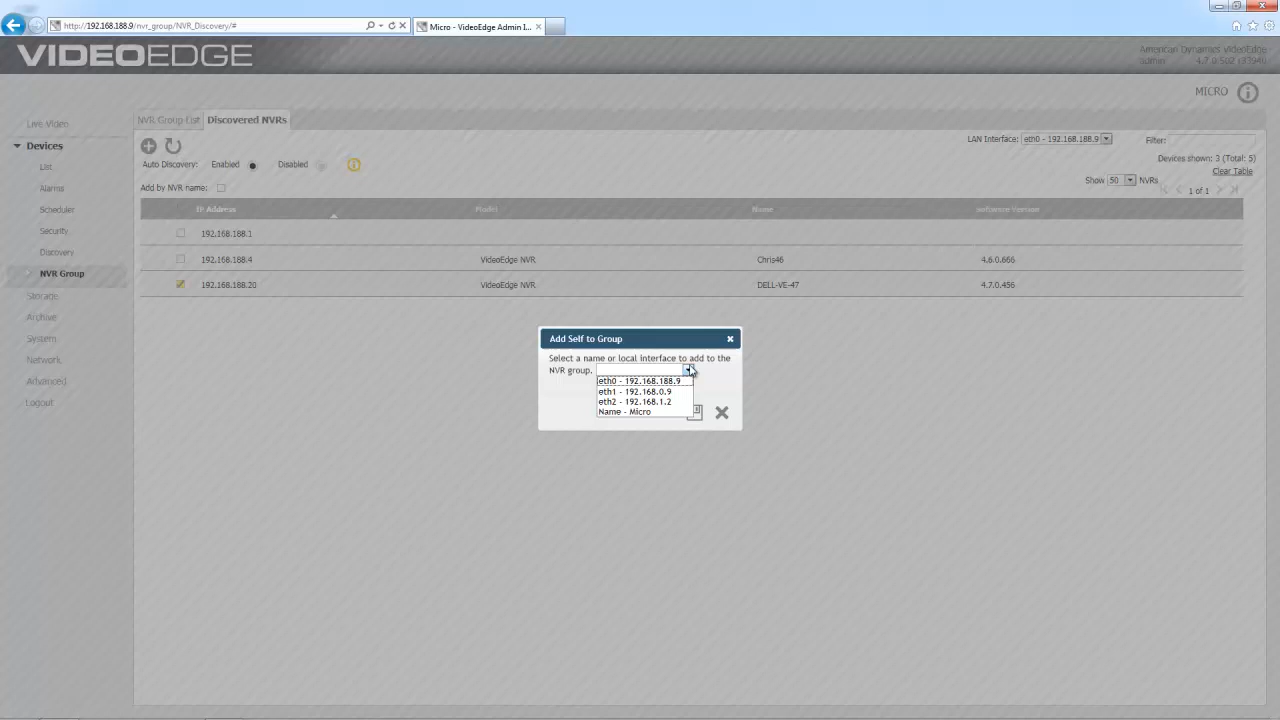 http://192.168.188.9/nvr_group/NVR_Discovery/#
Micro - VideoEdge Admin I...
VIDEOEDGE
American Dynamics VideoEdge
admin 4.7.0.502 (3394)
MICRO
Live Video
Devices
List
Alarms
Scheduler
Security
Discovery
NVR Group
Storage
Archive
System
Network
Advanced
Logout
NVR Group List Discovered NVRs
LAN Interface: eth0 - 192.168.188.9 Filter:
Auto Discovery: Enabled Disabled
Devices shown: 3 (Total: 5)
Clear Table
Add by NVR name:
Show 50 NVRs 1 of 1
IP Address Model Name Software Version
192.168.188.1
192.168.188.4 VideoEdge NVR Chris46 4.6.0.666
192.168.188.20 VideoEdge NVR DELL-VE-47 4.7.0.456
Add Self to Group
Select a name or local interface to add to the
NVR group.
eth0 - 192.168.188.9
eth1 - 192.168.0.9
eth2 - 192.168.1.2
Name - Micro